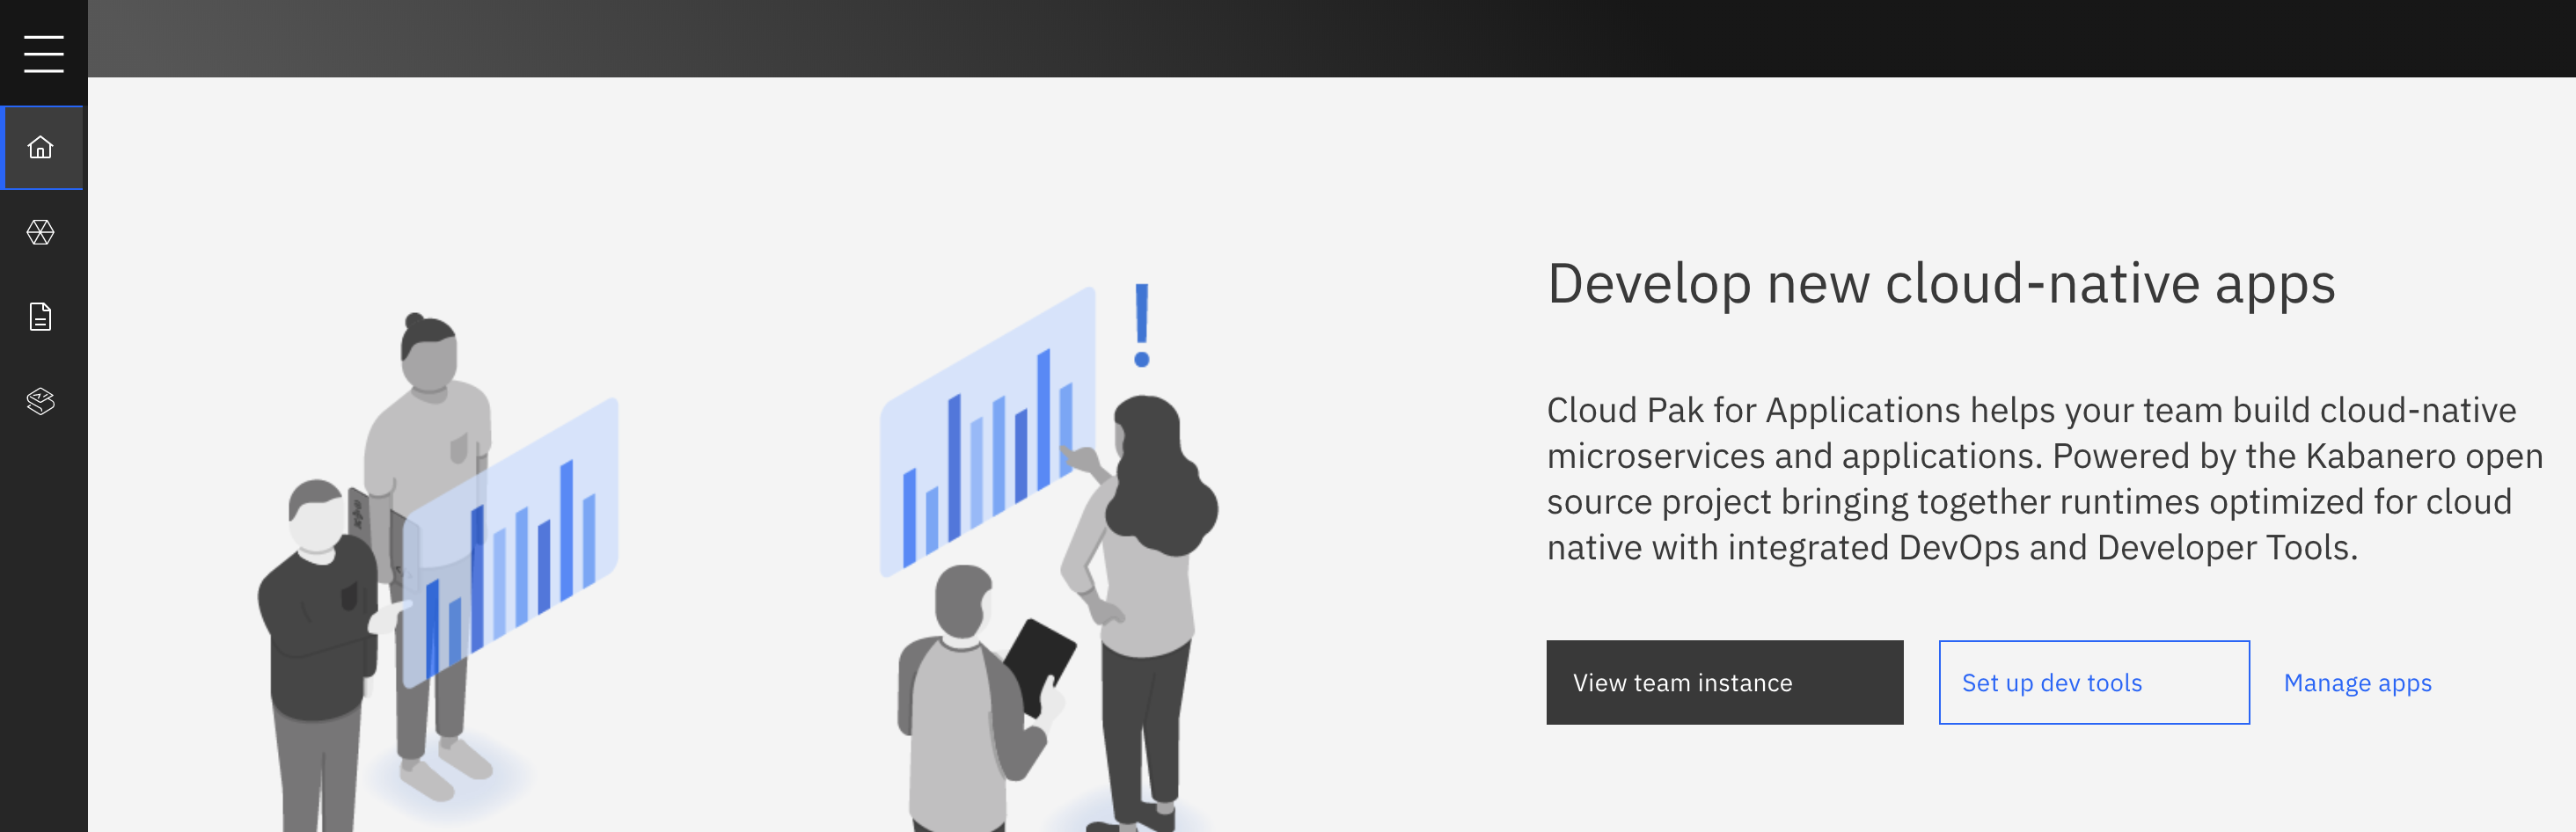 Develop new cloud-native apps
Cloud Pak for Applications helps your team build cloud-native
microservices and applications. Powered by the Kabanero open
source project bringing together runtimes optimized for cloud
native with integrated DevOps and Developer Tools.
View team instance
Set up dev tools
Manage apps